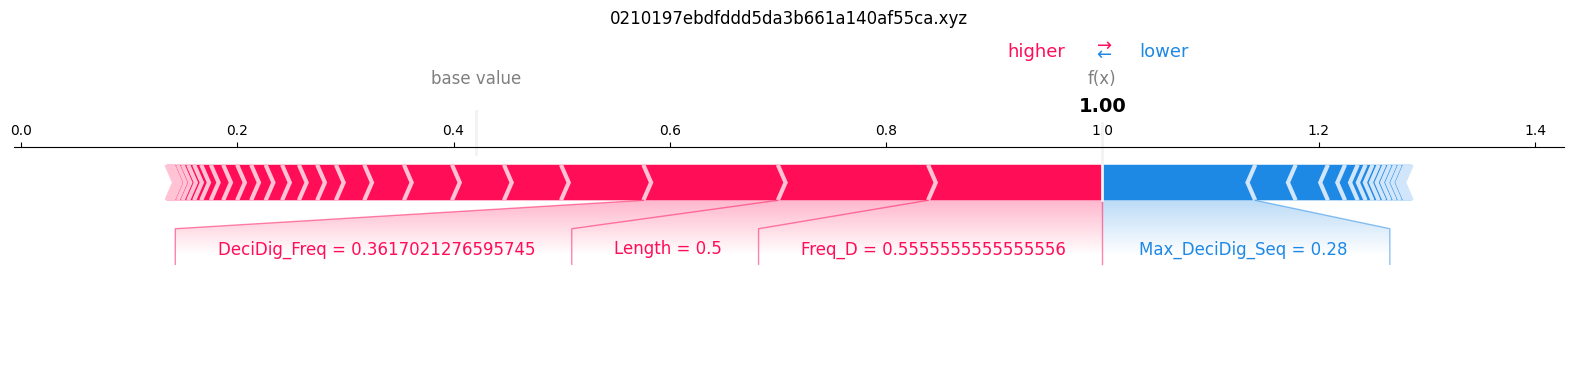 0210197ebdfddd5da3b661a140af55ca.xyz
higher ⇄ lower
base value f(x)
1.00
0.0 0.2 0.4 0.6 0.8 1.0 1.2 1.4
DeciDig_Freq = 0.3617021276595745 Length = 0.5 Freq_D = 0.5555555555555556 Max_DeciDig_Seq = 0.28